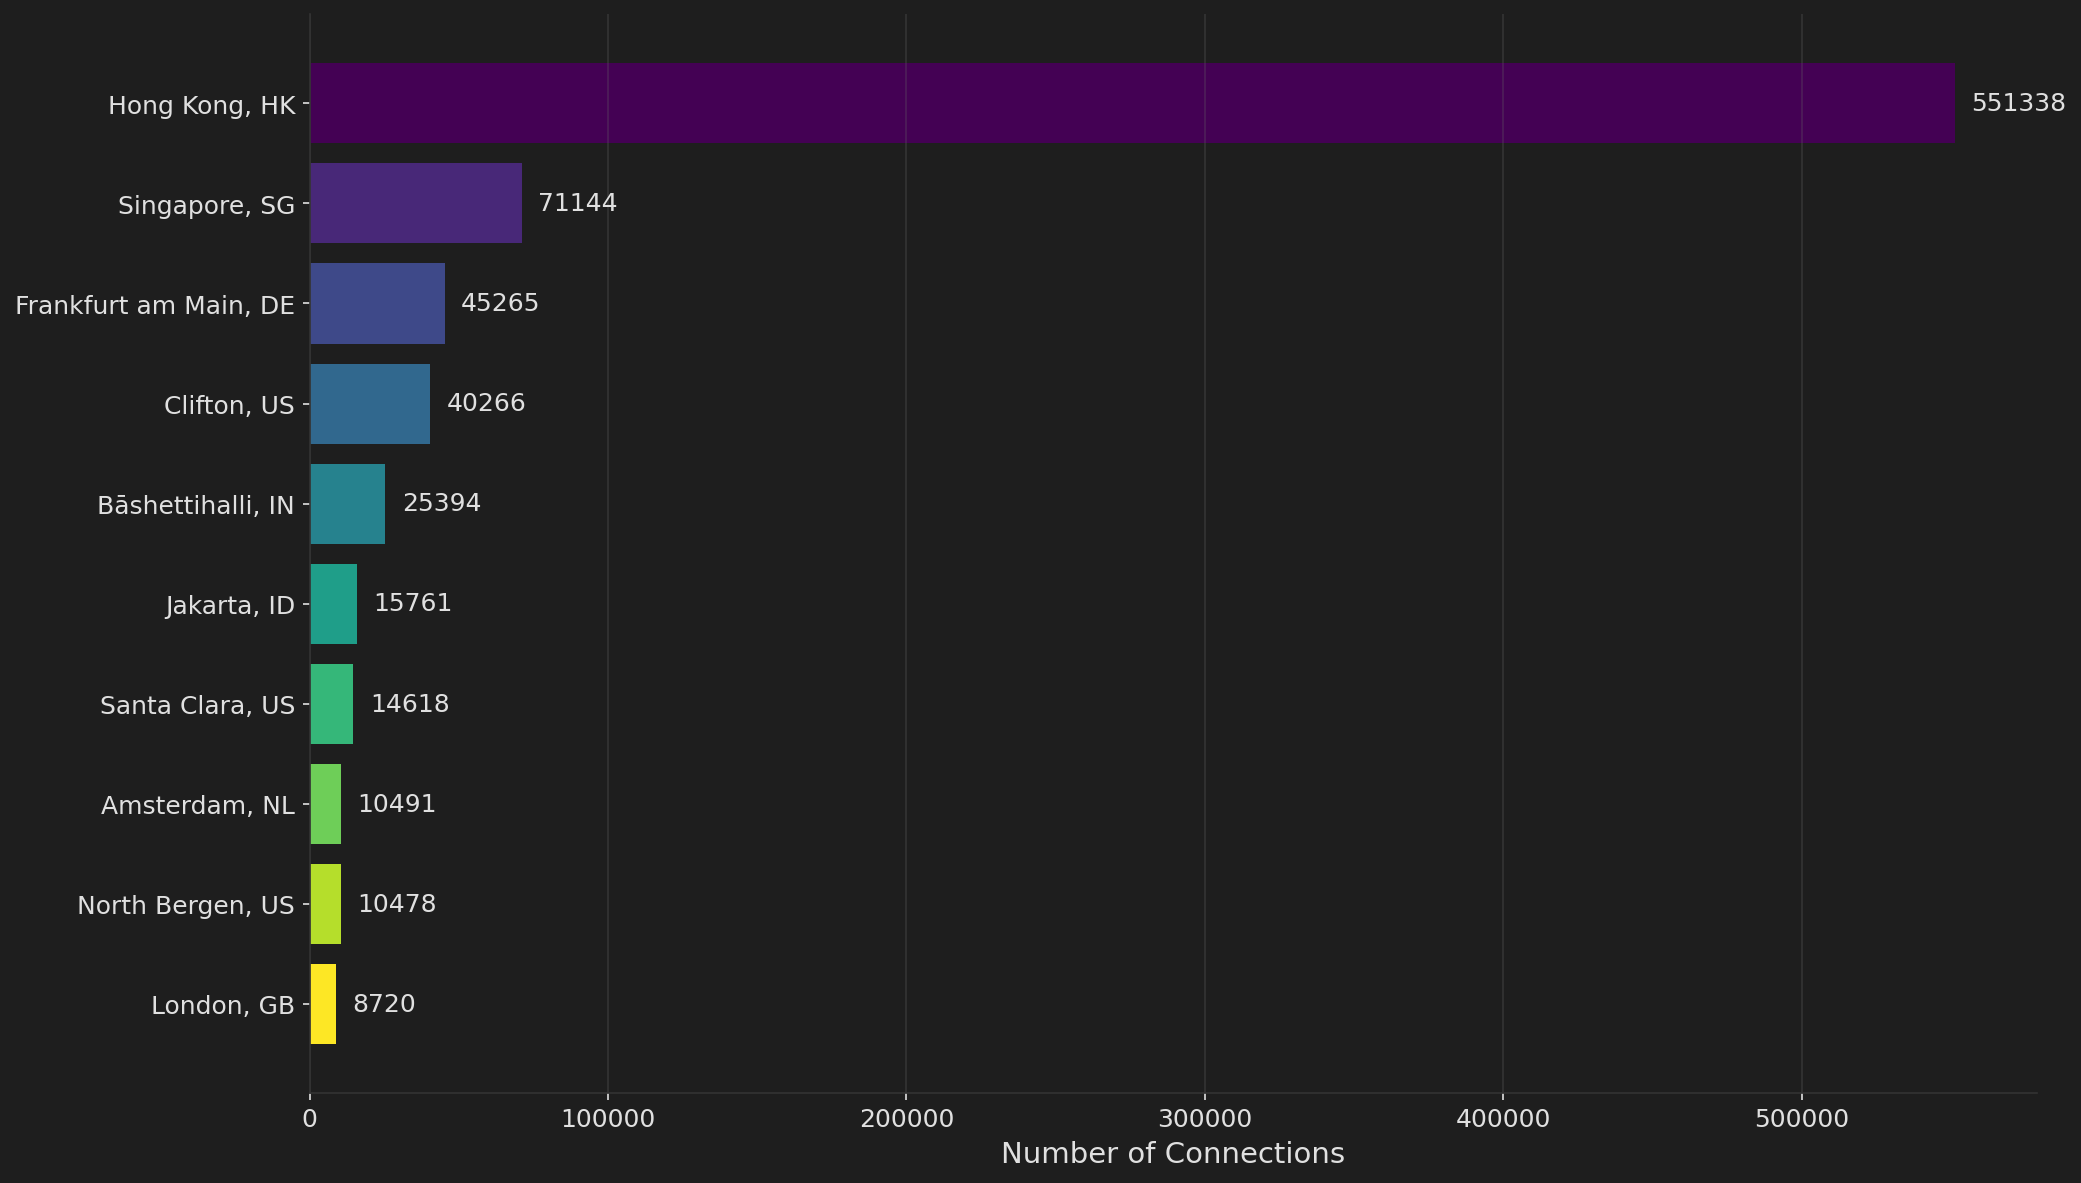 Hong Kong, HK 551338
Singapore, SG 71144
Frankfurt am Main, DE 45265
Clifton, US 40266
Bāshettihalli, IN 25394
Jakarta, ID 15761
Santa Clara, US 14618
Amsterdam, NL 10491
North Bergen, US 10478
London, GB 8720
0 100000 200000 300000 400000 500000
Number of Connections